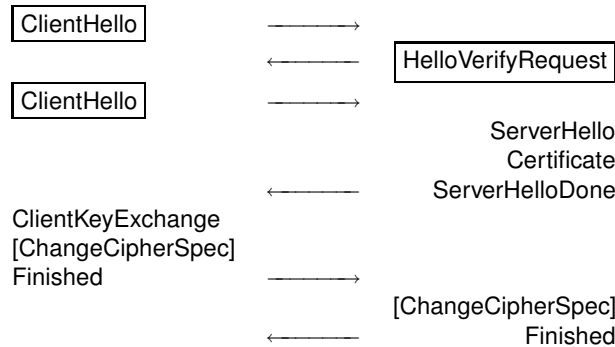 ClientHello
HelloVerifyRequest
ClientHello
ServerHello
Certificate
ServerHelloDone
ClientKeyExchange
[ChangeCipherSpec]
Finished
[ChangeCipherSpec]
Finished